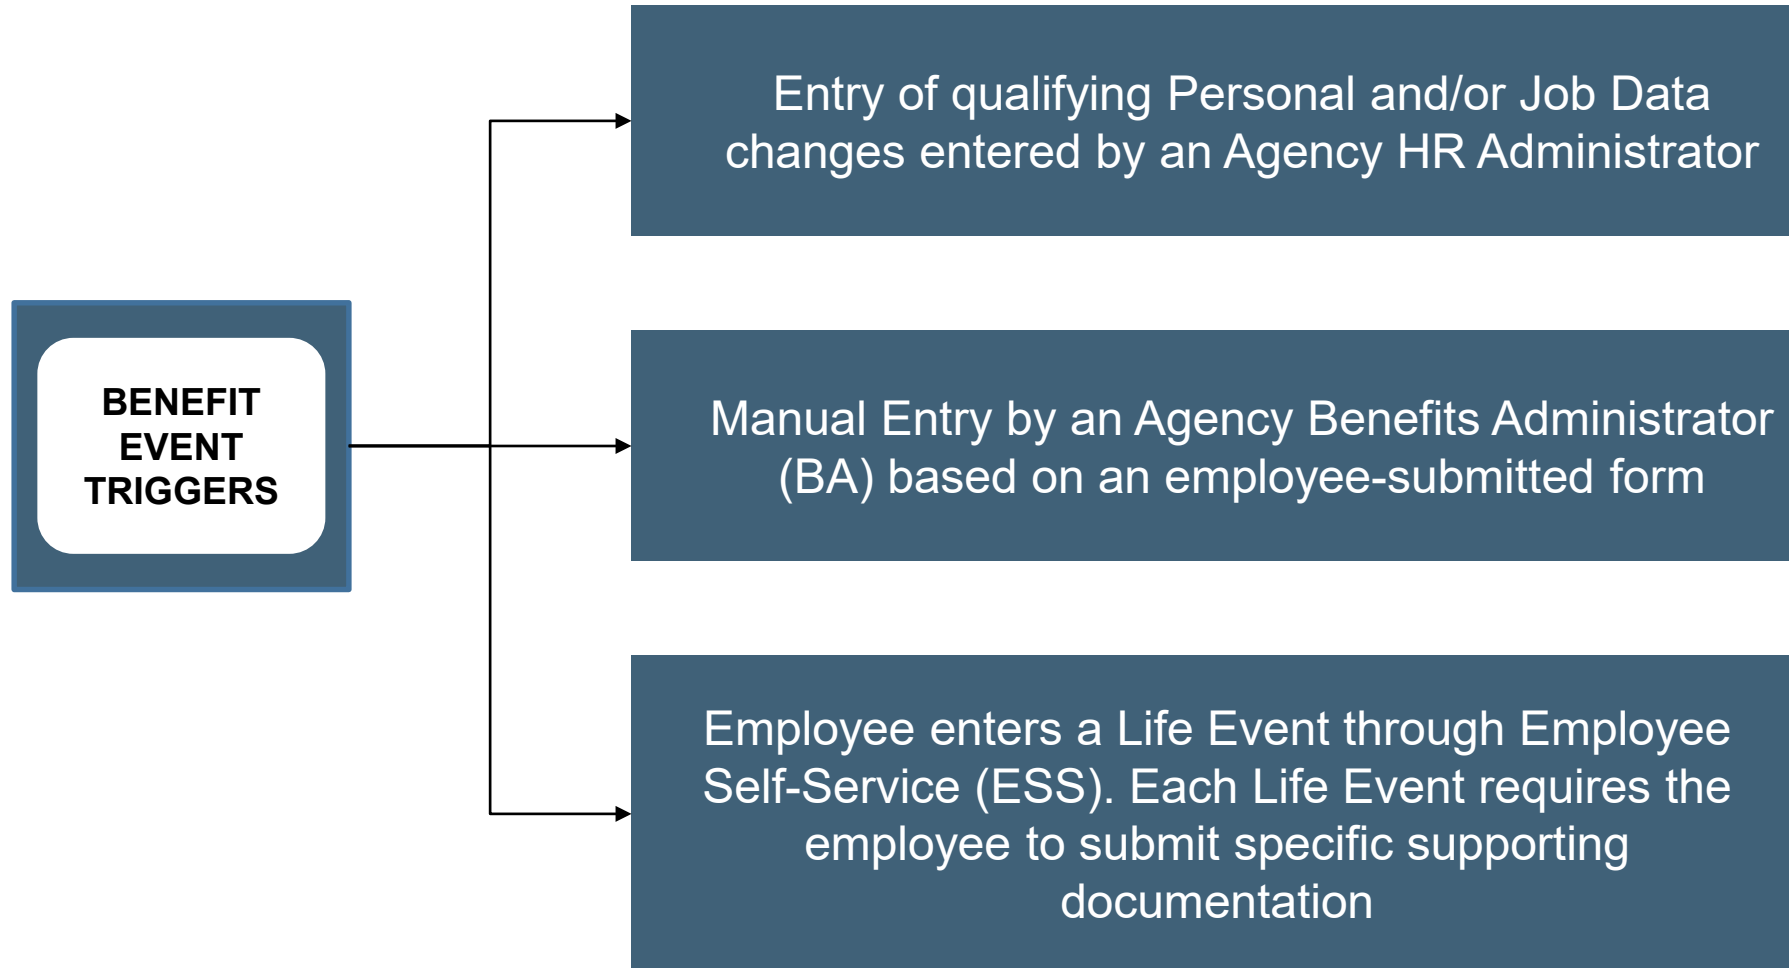 BENEFIT
EVENT
TRIGGERS
Entry of qualifying Personal and/or Job Data
changes entered by an Agency HR Administrator
Manual Entry by an Agency Benefits Administrator
(BA) based on an employee-submitted form
Employee enters a Life Event through Employee
Self-Service (ESS). Each Life Event requires the
employee to submit specific supporting
documentation